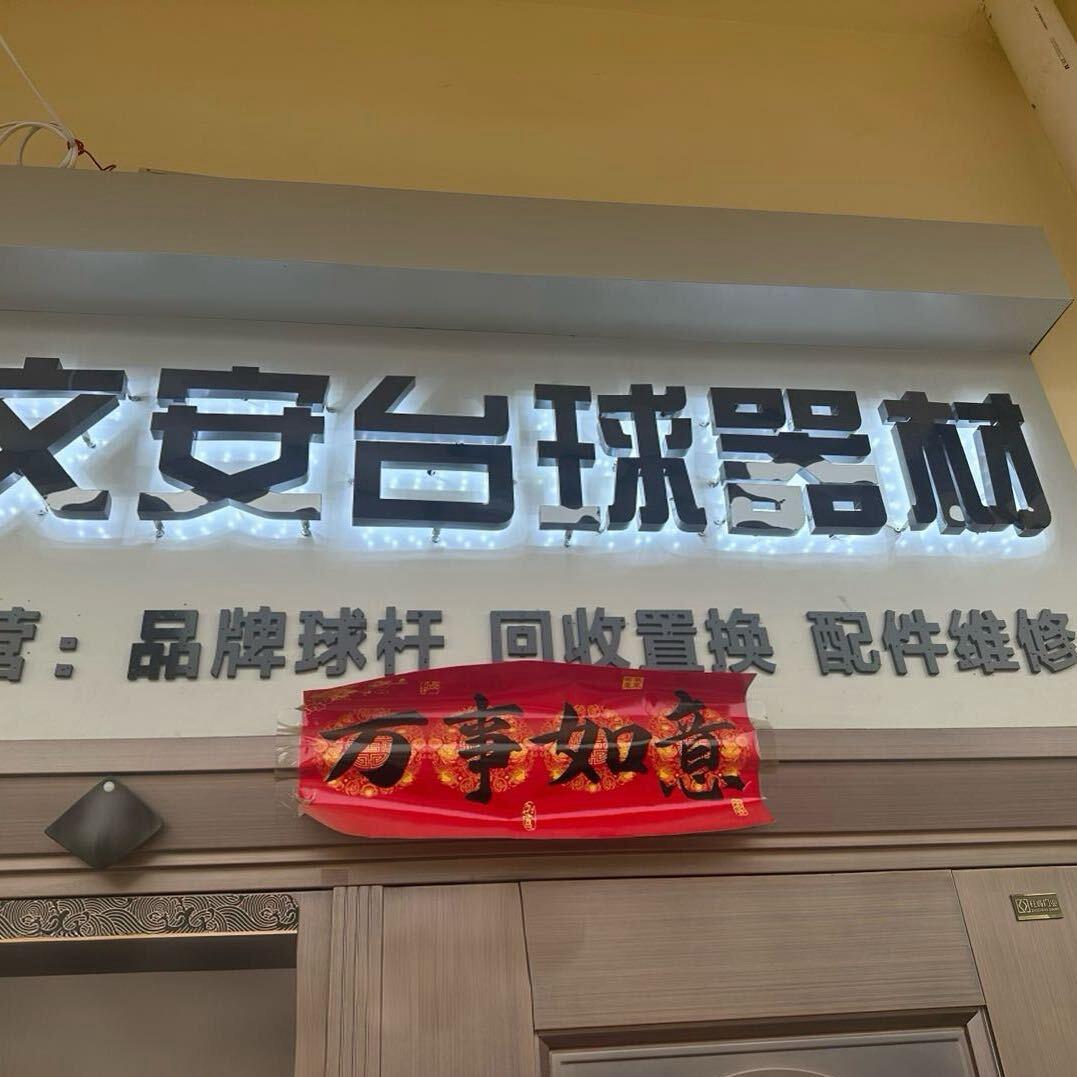 文安台球器材
营：品牌球杆 回收置换 配件维修
万事如意